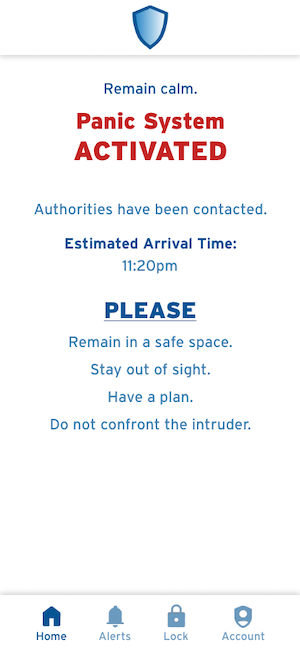 Remain calm.
Panic System
ACTIVATED
Authorities have been contacted.
Estimated Arrival Time:
11:20pm
PLEASE
Remain in a safe space.
Stay out of sight.
Have a plan.
Do not confront the intruder.
Home Alerts Lock Account